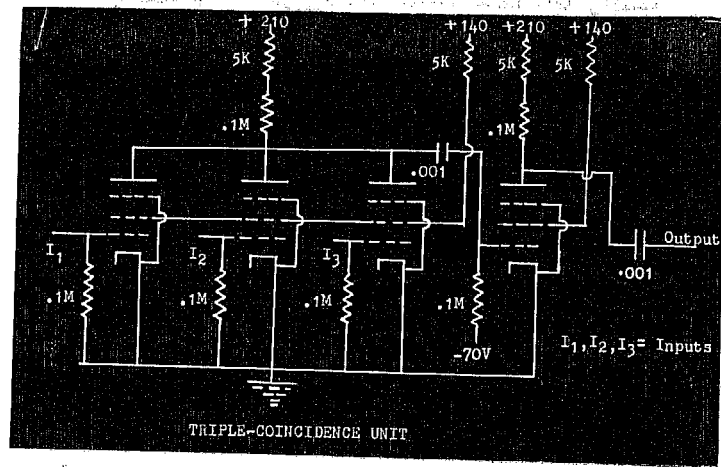 + 210 +140 +210 +140
5K 5K 5K 5K
.1M .1M
.001
I1 I2 I3 Output
.001
.1M .1M .1M .1M
-70V I1,I2,I3= Inputs
TRIPLE-COINCIDENCE UNIT